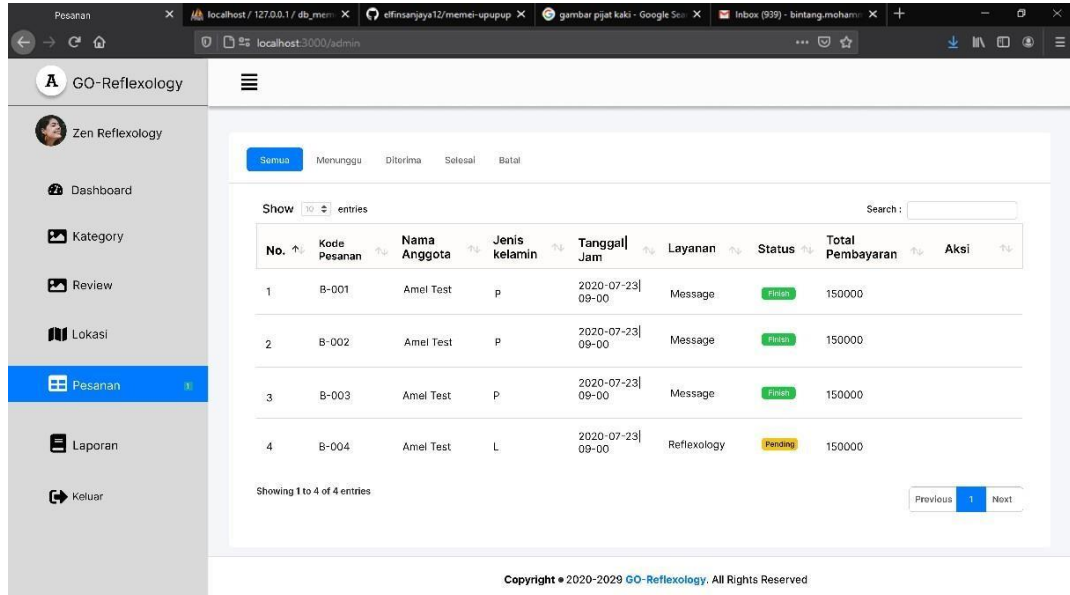 Pesanan
localhost / 127.0.0.1 / db_mem
elfinsanjaya12/memei-upupup
gambar pijat kaki - Google Sea
Inbox (939) - bintang.moham
localhost:3000/admin
A GO-Reflexology
Zen Reflexology
Dashboard
Kategory
Review
Lokasi
Pesanan 1
Laporan
Keluar
Semua Menunggu Diterima Selesai Batal
Show 10 entries Search :
No. Kode Pesanan Nama Anggota Jenis kelamin Tanggal| Jam Layanan Status Total Pembayaran Aksi
1 B-001 Amel Test P 2020-07-23| 09-00 Message Finish 150000
2 B-002 Amel Test P 2020-07-23| 09-00 Message Finish 150000
3 B-003 Amel Test P 2020-07-23| 09-00 Message Finish 150000
4 B-004 Amel Test L 2020-07-23| 09-00 Reflexology Pending 150000
Showing 1 to 4 of 4 entries
Previous 1 Next
Copyright • 2020-2029 GO-Reflexology. All Rights Reserved